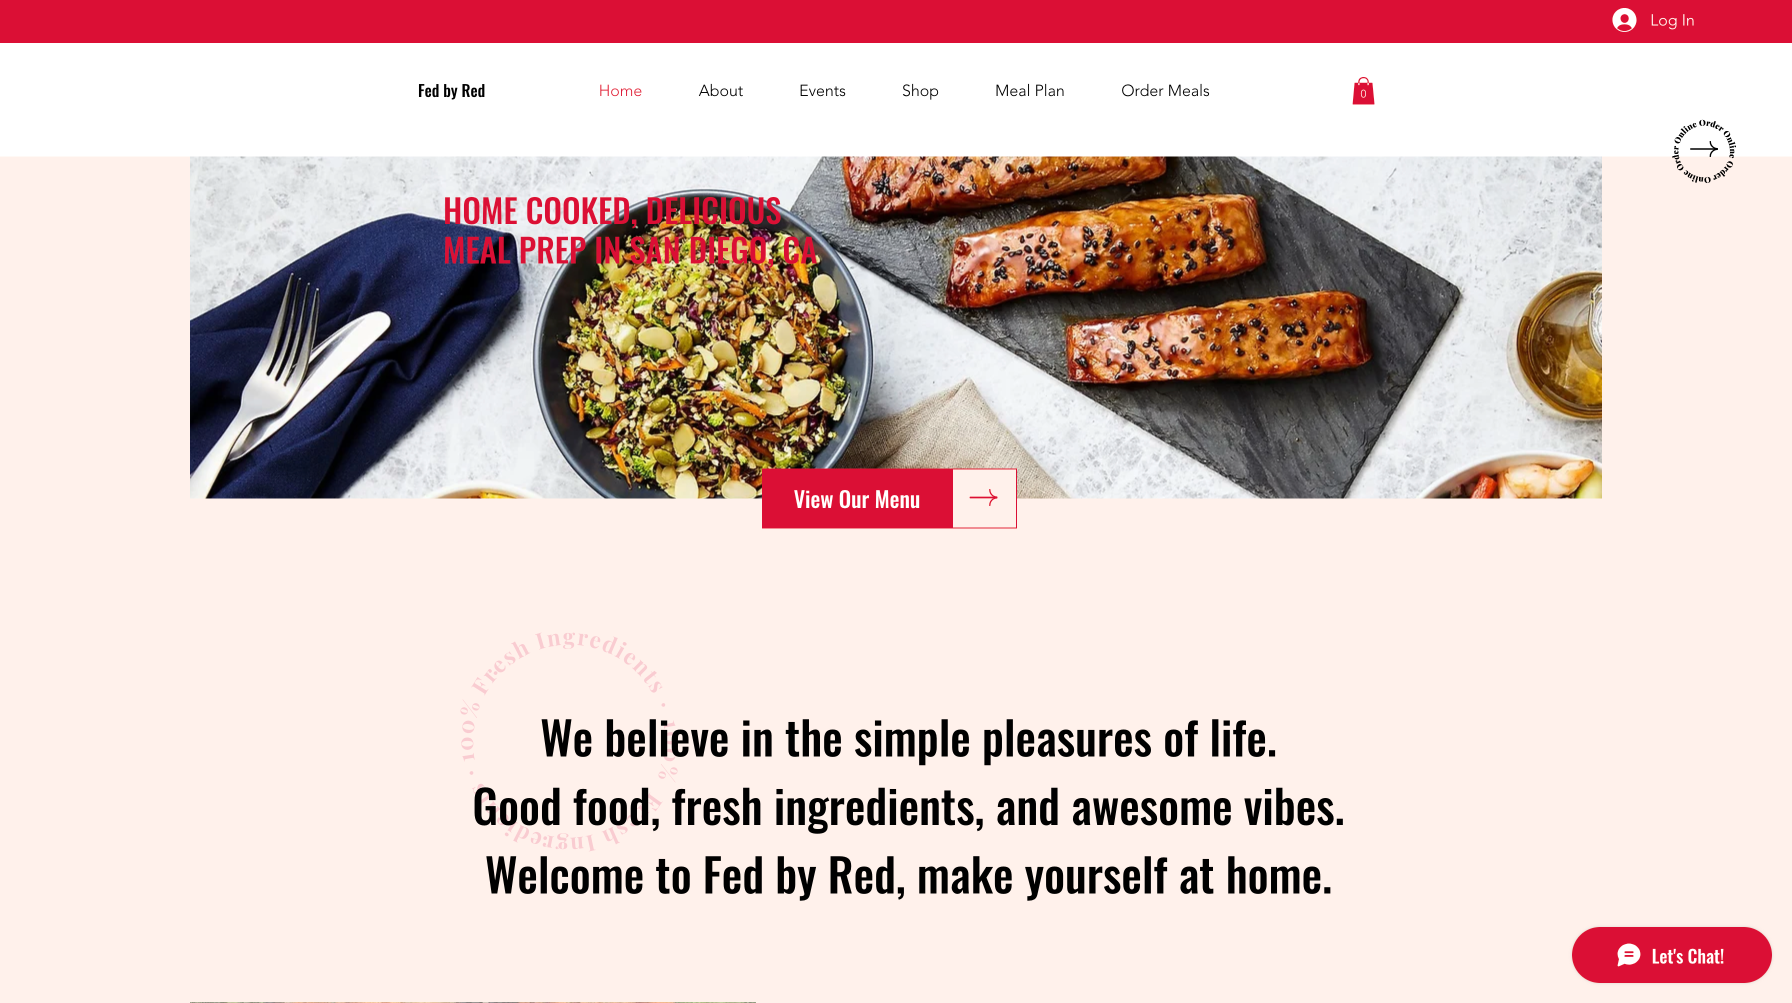 Log In
Fed by Red
Home
About
Events
Shop
Meal Plan
Order Meals
0
Order Online Order Online Order Online Order Online
HOME COOKED, DELICIOUS
MEAL PREP IN SAN DIEGO, CA
View Our Menu
100% Fresh Ingredients · 100% Fresh Ingredients ·
We believe in the simple pleasures of life.
Good food, fresh ingredients, and awesome vibes.
Welcome to Fed by Red, make yourself at home.
Let's Chat!